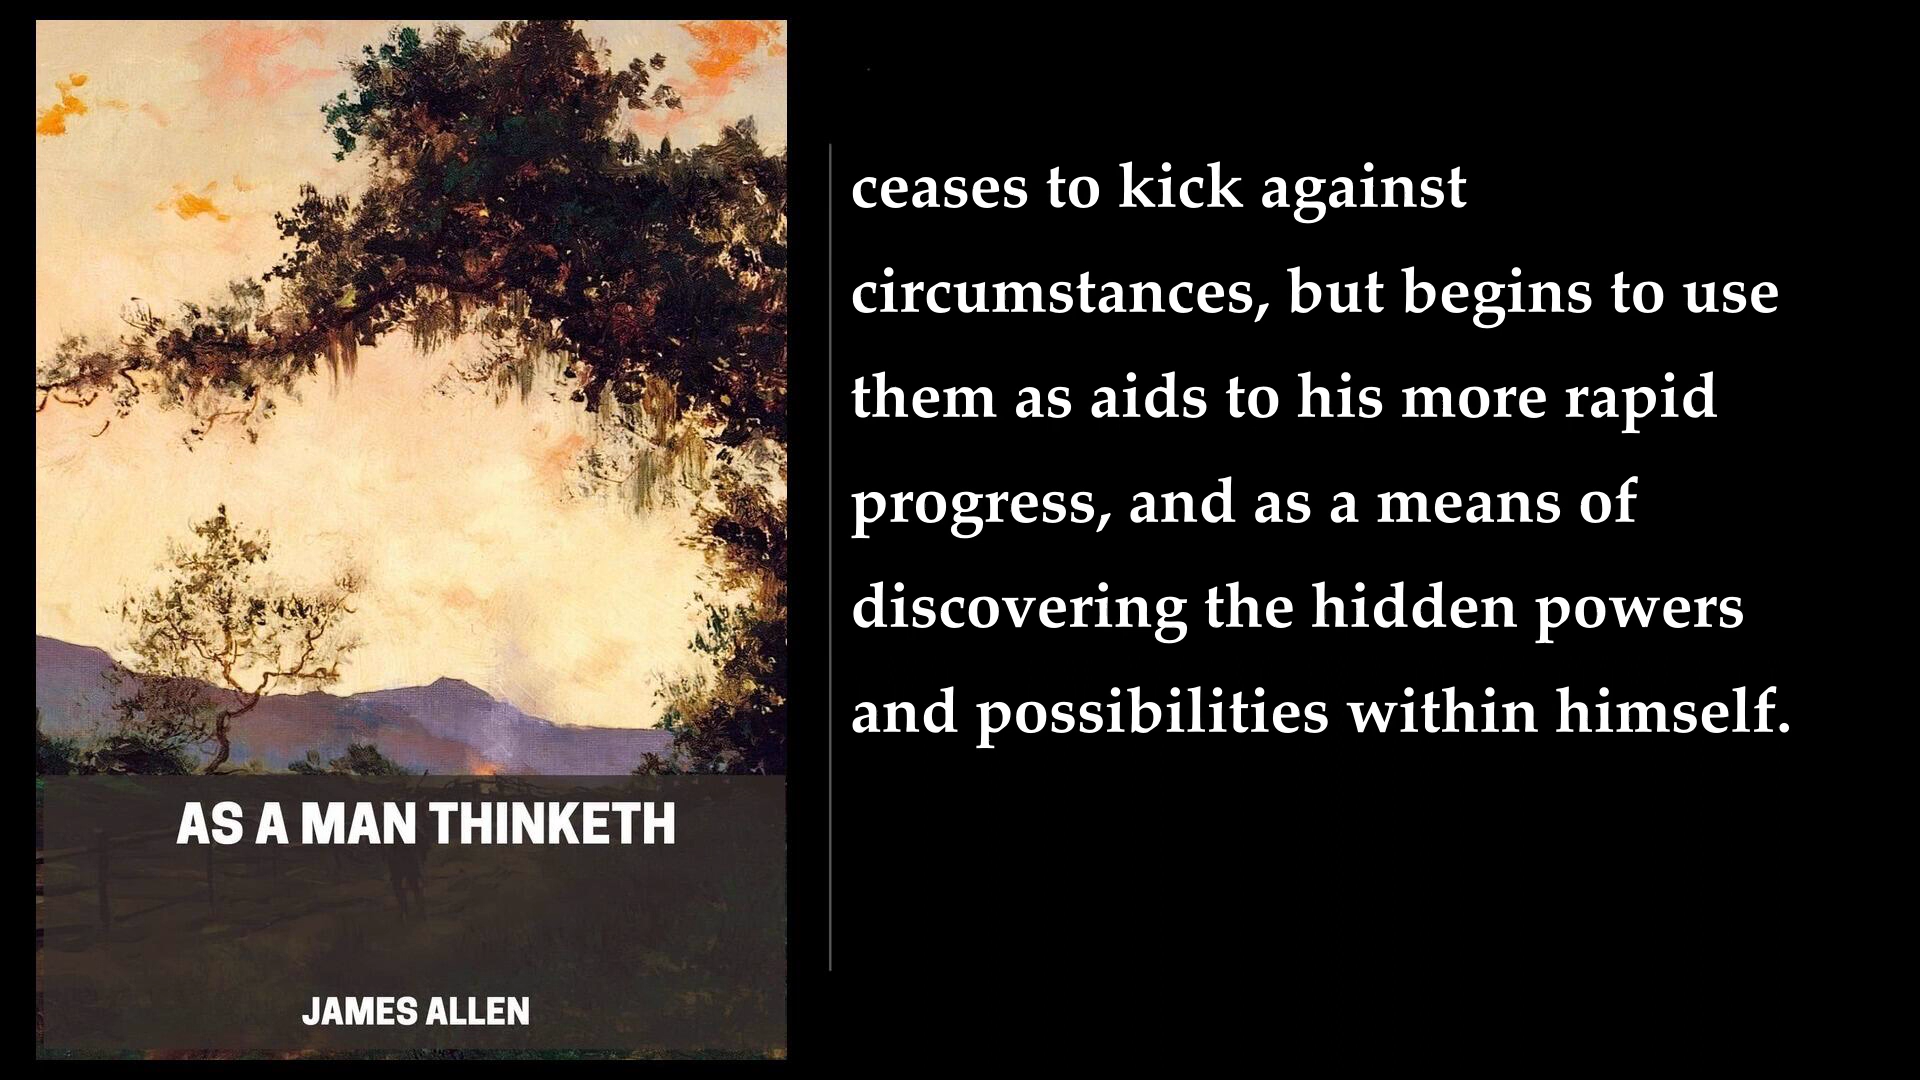 AS A MAN THINKETH
JAMES ALLEN
ceases to kick against
circumstances, but begins to use
them as aids to his more rapid
progress, and as a means of
discovering the hidden powers
and possibilities within himself.